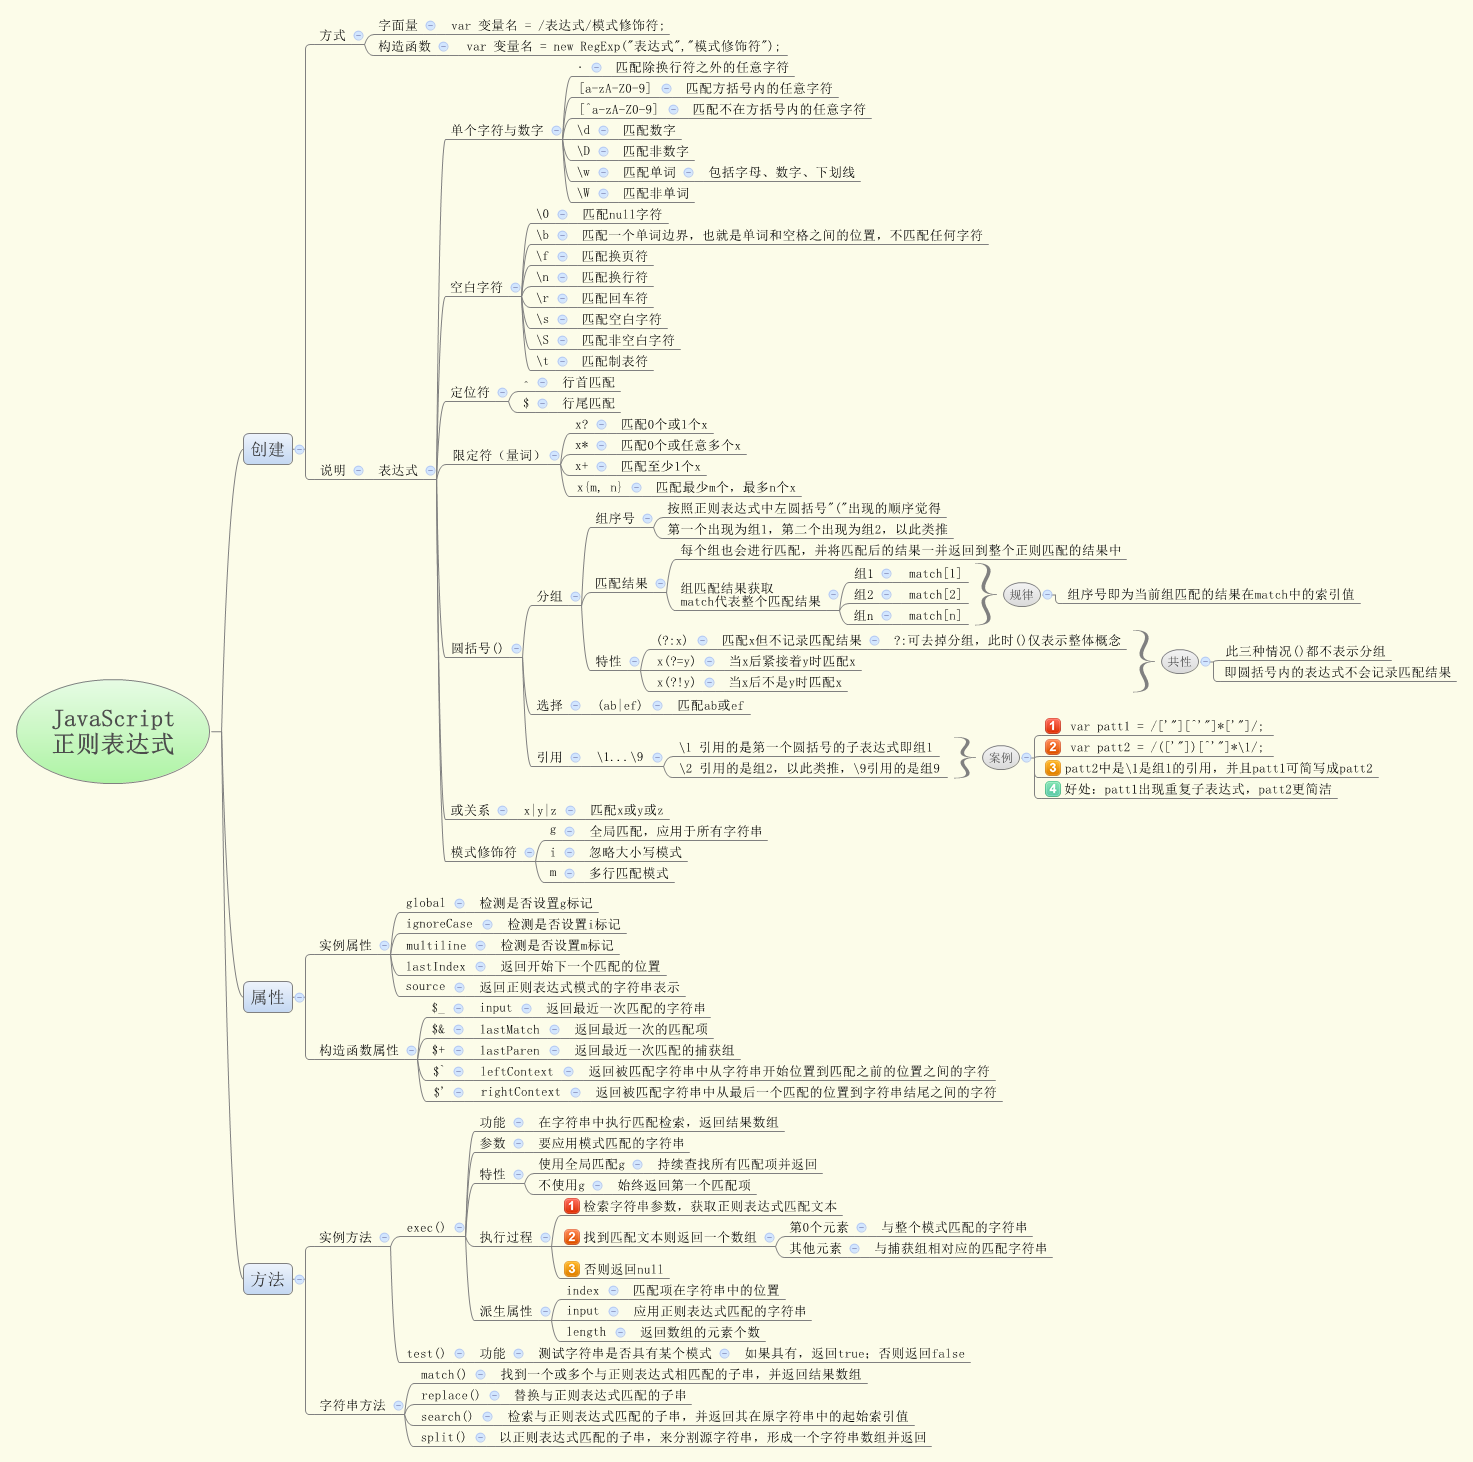 JavaScript
正则表达式
创建
方式
字面量 var 变量名 = /表达式/模式修饰符;
构造函数 var 变量名 = new RegExp("表达式","模式修饰符");
说明 表达式
单个字符与数字
. 匹配除换行符之外的任意字符
[a-zA-Z0-9] 匹配方括号内的任意字符
[^a-zA-Z0-9] 匹配不在方括号内的任意字符
\d 匹配数字
\D 匹配非数字
\w 匹配单词 包括字母、数字、下划线
\W 匹配非单词
空白字符
\0 匹配null字符
\b 匹配一个单词边界，也就是单词和空格之间的位置，不匹配任何字符
\f 匹配换页符
\n 匹配换行符
\r 匹配回车符
\s 匹配空白字符
\S 匹配非空白字符
\t 匹配制表符
定位符
^ 行首匹配
$ 行尾匹配
限定符（量词）
x? 匹配0个或1个x
x* 匹配0个或任意多个x
x+ 匹配至少1个x
x{m, n} 匹配最少m个，最多n个x
圆括号()
分组
组序号
按照正则表达式中左圆括号"("出现的顺序觉得
第一个出现为组1，第二个出现为组2，以此类推
匹配结果
每个组也会进行匹配，并将匹配后的结果一并返回到整个正则匹配的结果中
组匹配结果获取
match代表整个匹配结果
组1 match[1]
组2 match[2]
组n match[n]
规律
组序号即为当前组匹配的结果在match中的索引值
特性
(?:x) 匹配x但不记录匹配结果 ?:可去掉分组，此时()仅表示整体概念
x(?=y) 当x后紧接着y时匹配x
x(?!y) 当x后不是y时匹配x
共性
此三种情况()都不表示分组
即圆括号内的表达式不会记录匹配结果
选择 (ab|ef) 匹配ab或ef
引用 \1...\9
\1 引用的是第一个圆括号的子表达式即组1
\2 引用的是组2，以此类推，\9引用的是组9
案例
1 var patt1 = /['"][^'"]*['"]/;
2 var patt2 = /(['"])[^'"]*\1/;
3 patt2中是\1是组1的引用，并且patt1可简写成patt2
4 好处：patt1出现重复子表达式，patt2更简洁
或关系 x|y|z 匹配x或y或z
模式修饰符
g 全局匹配，应用于所有字符串
i 忽略大小写模式
m 多行匹配模式
属性
实例属性
global 检测是否设置g标记
ignoreCase 检测是否设置i标记
multiline 检测是否设置m标记
lastIndex 返回开始下一个匹配的位置
source 返回正则表达式模式的字符串表示
构造函数属性
$_ input 返回最近一次匹配的字符串
$& lastMatch 返回最近一次的匹配项
$+ lastParen 返回最近一次匹配的捕获组
$` leftContext 返回被匹配字符串中从字符串开始位置到匹配之前的位置之间的字符
$' rightContext 返回被匹配字符串中从最后一个匹配的位置到字符串结尾之间的字符
方法
实例方法
exec()
功能 在字符串中执行匹配检索，返回结果数组
参数 要应用模式匹配的字符串
特性
使用全局匹配g 持续查找所有匹配项并返回
不使用g 始终返回第一个匹配项
执行过程
1 检索字符串参数，获取正则表达式匹配文本
2 找到匹配文本则返回一个数组
第0个元素 与整个模式匹配的字符串
其他元素 与捕获组相对应的匹配字符串
3 否则返回null
派生属性
index 匹配项在字符串中的位置
input 应用正则表达式匹配的字符串
length 返回数组的元素个数
test() 功能 测试字符串是否具有某个模式 如果具有，返回true；否则返回false
字符串方法
match() 找到一个或多个与正则表达式相匹配的子串，并返回结果数组
replace() 替换与正则表达式匹配的子串
search() 检索与正则表达式匹配的子串，并返回其在原字符串中的起始索引值
split() 以正则表达式匹配的子串，来分割源字符串，形成一个字符串数组并返回